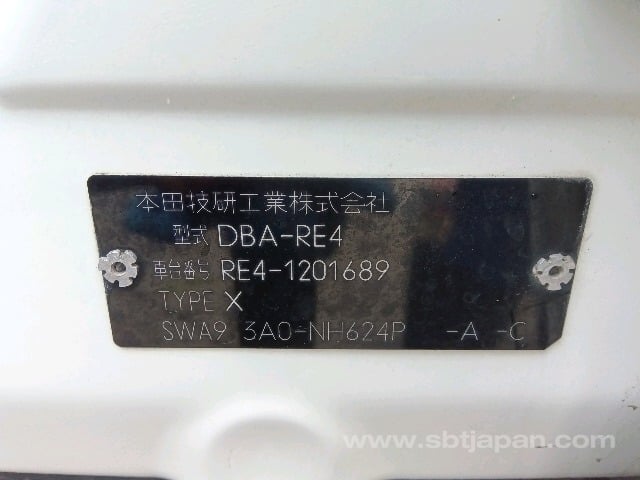 本田技研工業株式会社
型式 DBA-RE4
車台番号 RE4-1201689
TYPE X
SWA9 3A0-NH624P -A -C
www.sbtjapan.com